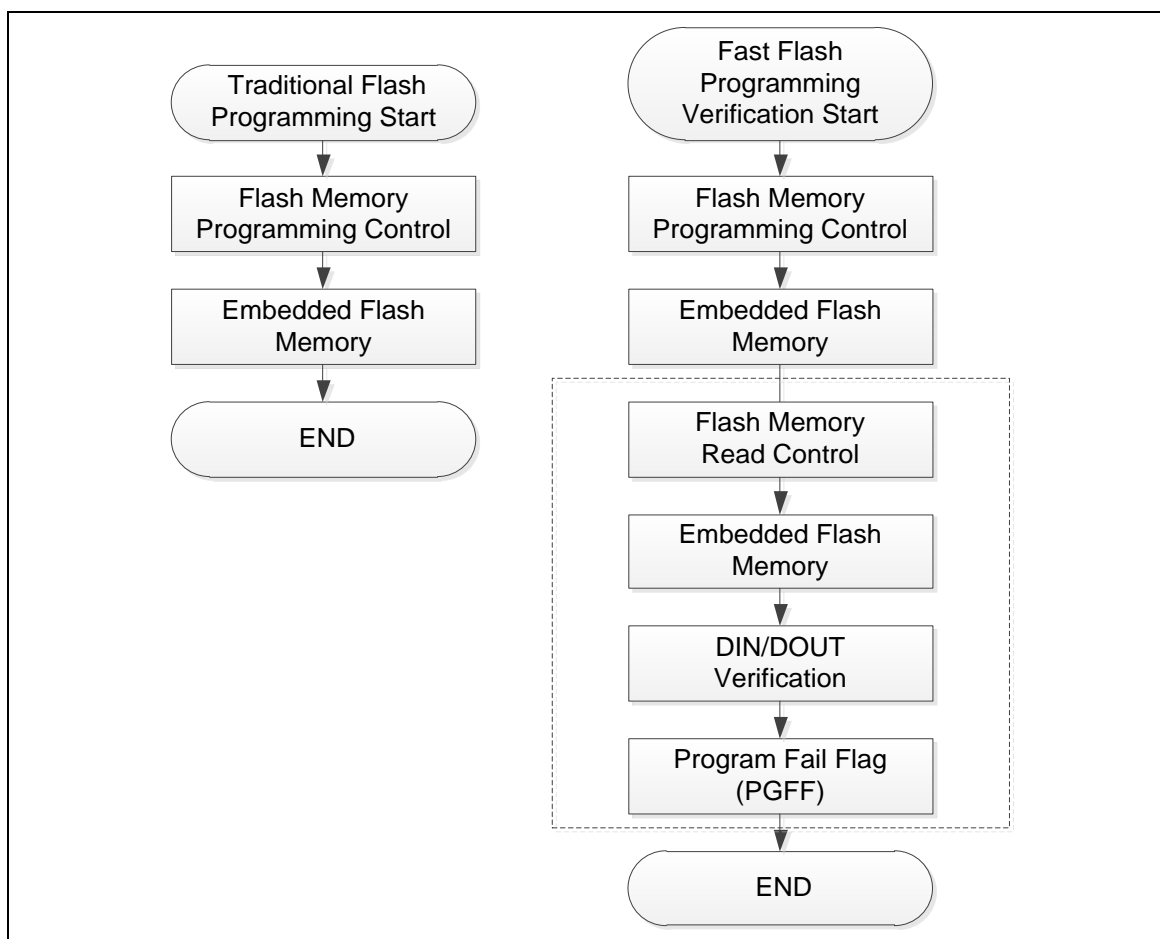 Traditional Flash
Programming Start
Flash Memory
Programming Control
Embedded Flash
Memory
END
Fast Flash
Programming
Verification Start
Flash Memory
Programming Control
Embedded Flash
Memory
Flash Memory
Read Control
Embedded Flash
Memory
DIN/DOUT
Verification
Program Fail Flag
(PGFF)
END